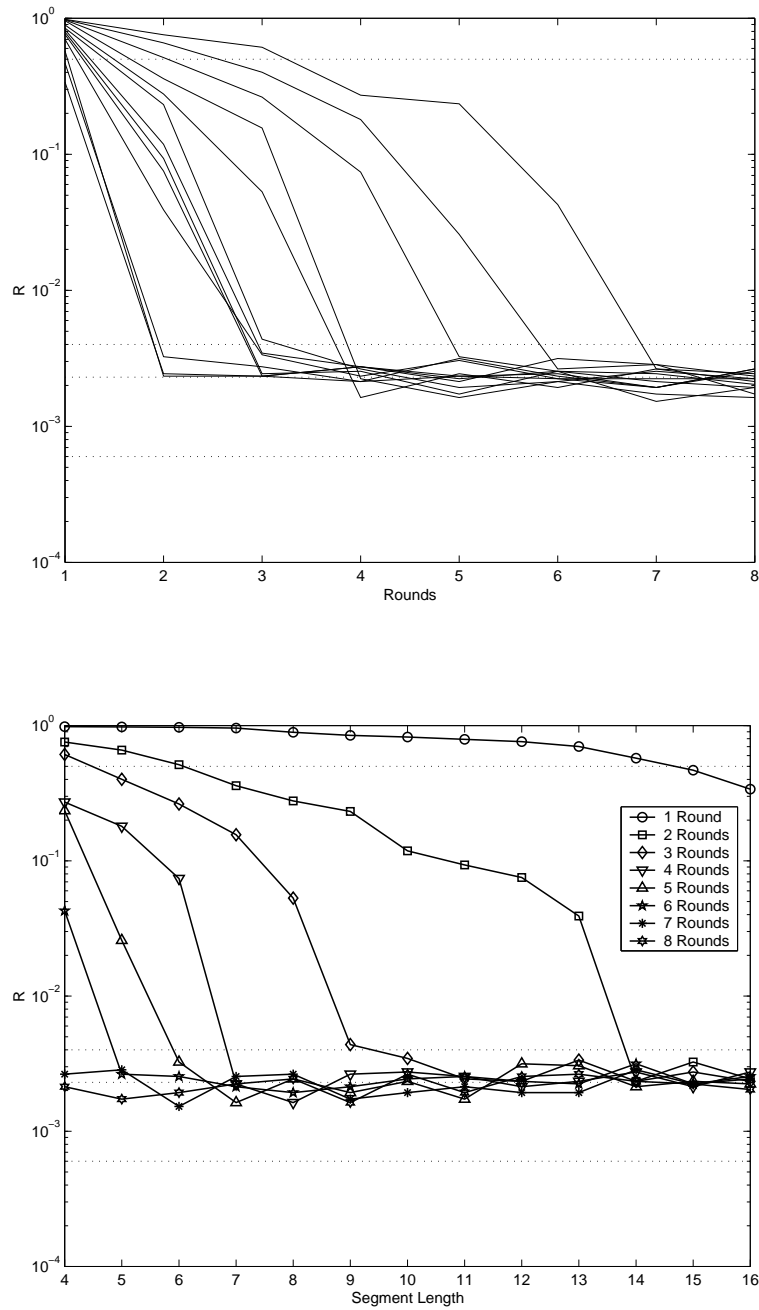 10^0
10^−1
10^−2
10^−3
10^−4
R
1 2 3 4 5 6 7 8
Rounds
10^0
10^−1
10^−2
10^−3
10^−4
R
1 Round
2 Rounds
3 Rounds
4 Rounds
5 Rounds
6 Rounds
7 Rounds
8 Rounds
4 5 6 7 8 9 10 11 12 13 14 15 16
Segment Length